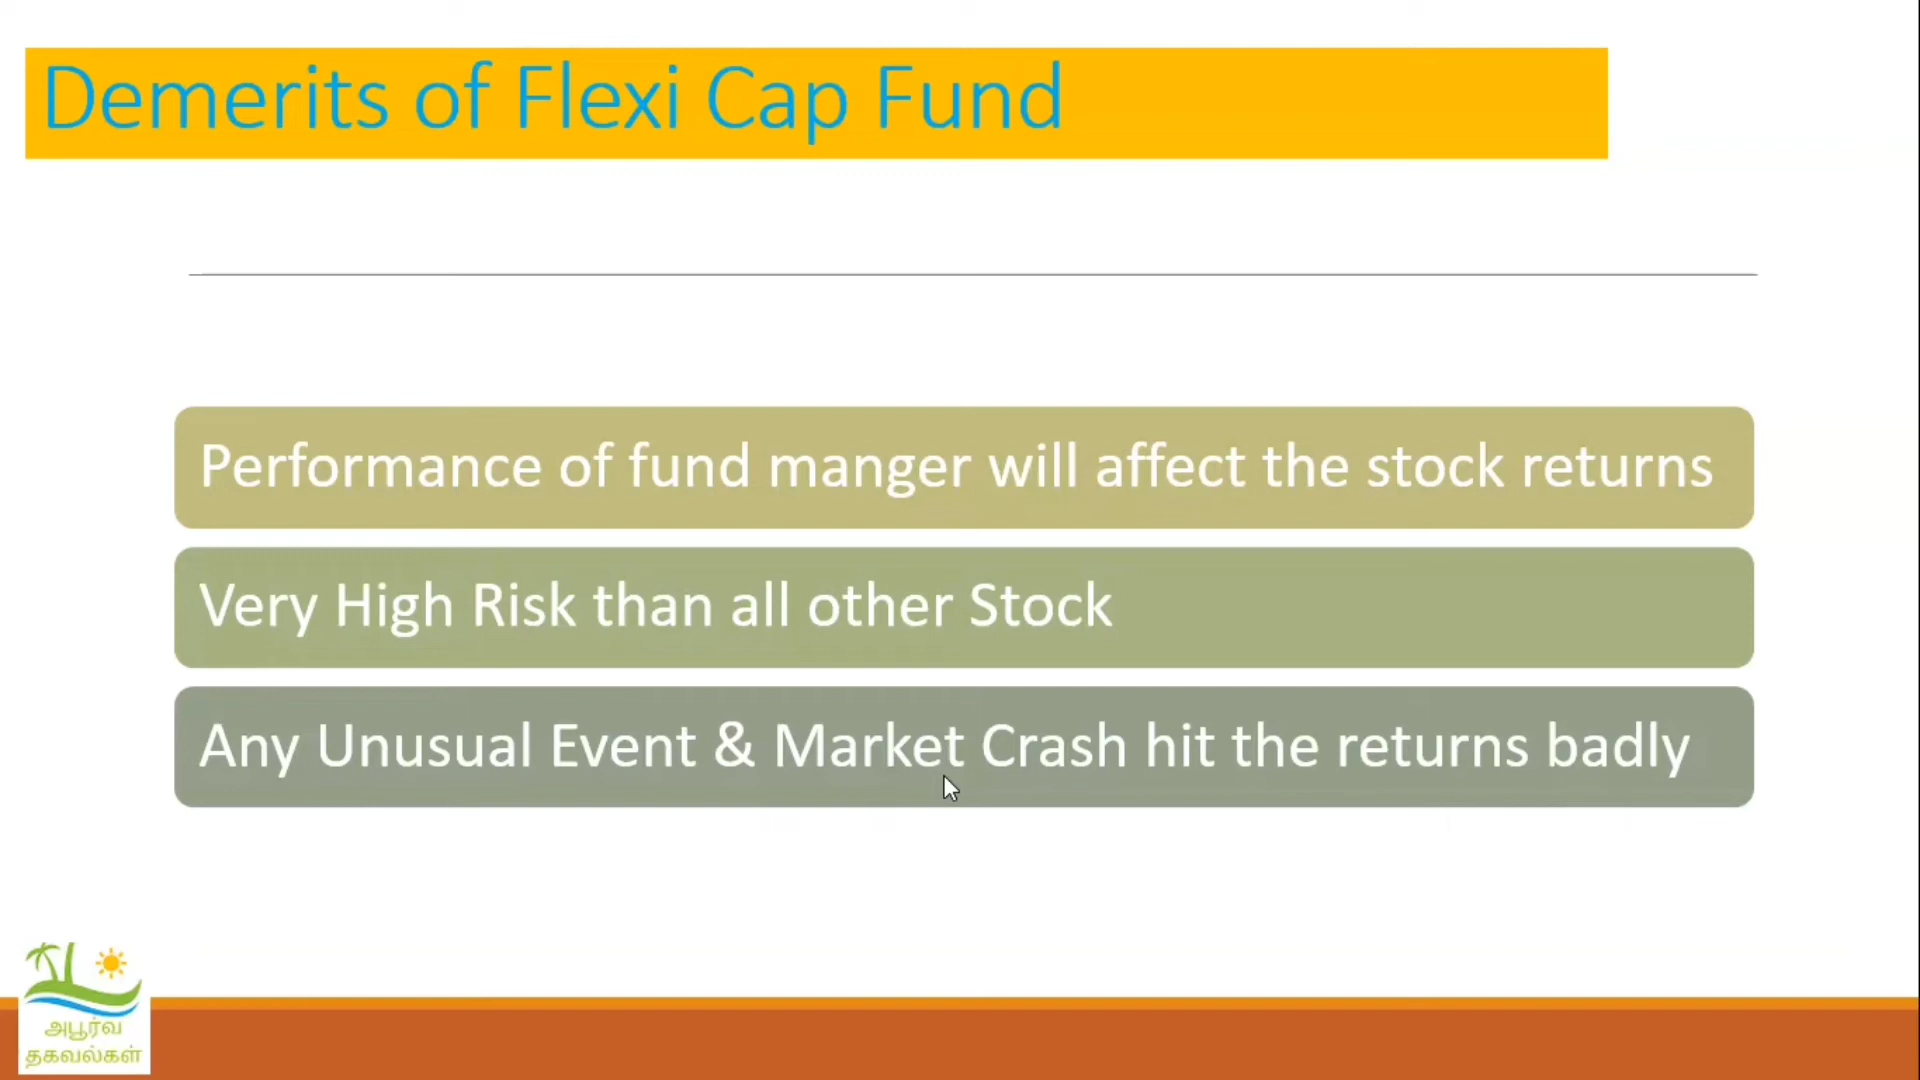 Demerits of Flexi Cap Fund
Performance of fund manger will affect the stock returns
Very High Risk than all other Stock
Any Unusual Event & Market Crash hit the returns badly
அபூர்வ
தகவல்கள்